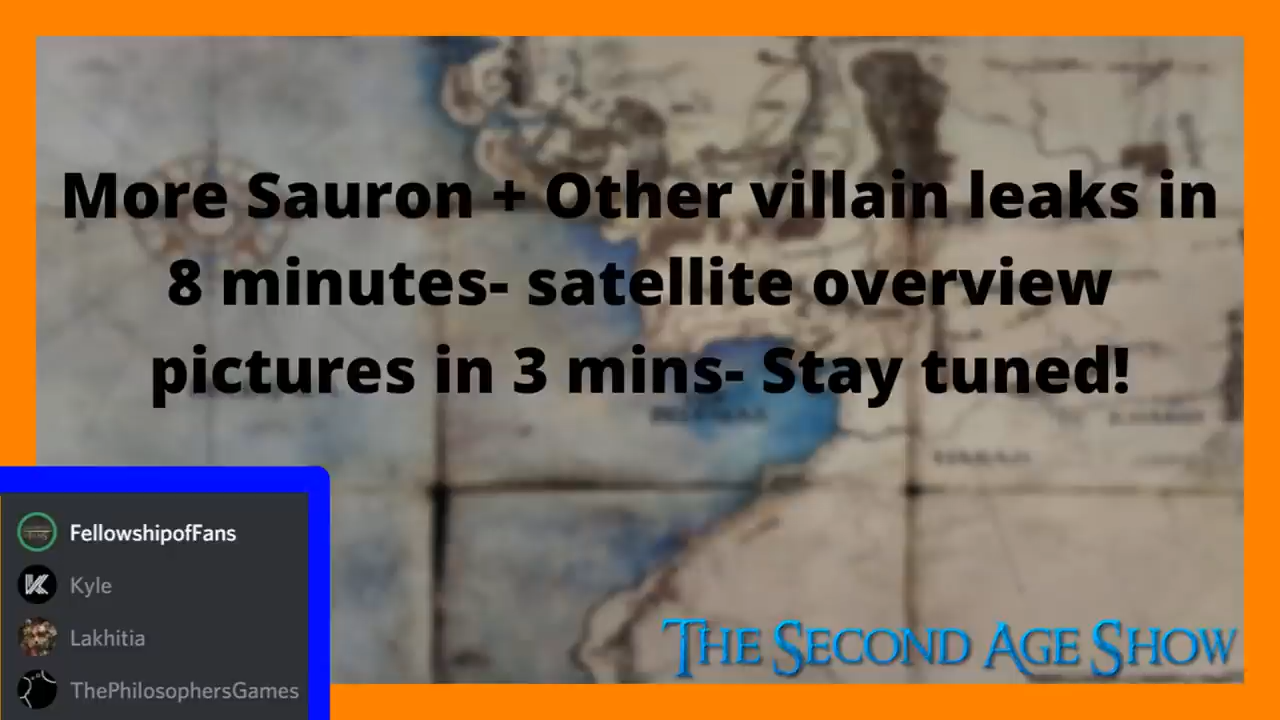 More Sauron + Other villain leaks in
8 minutes- satellite overview
pictures in 3 mins- Stay tuned!
FellowshipofFans
Kyle
Lakhitia
ThePhilosophersGames
THE SECOND AGE SHOW